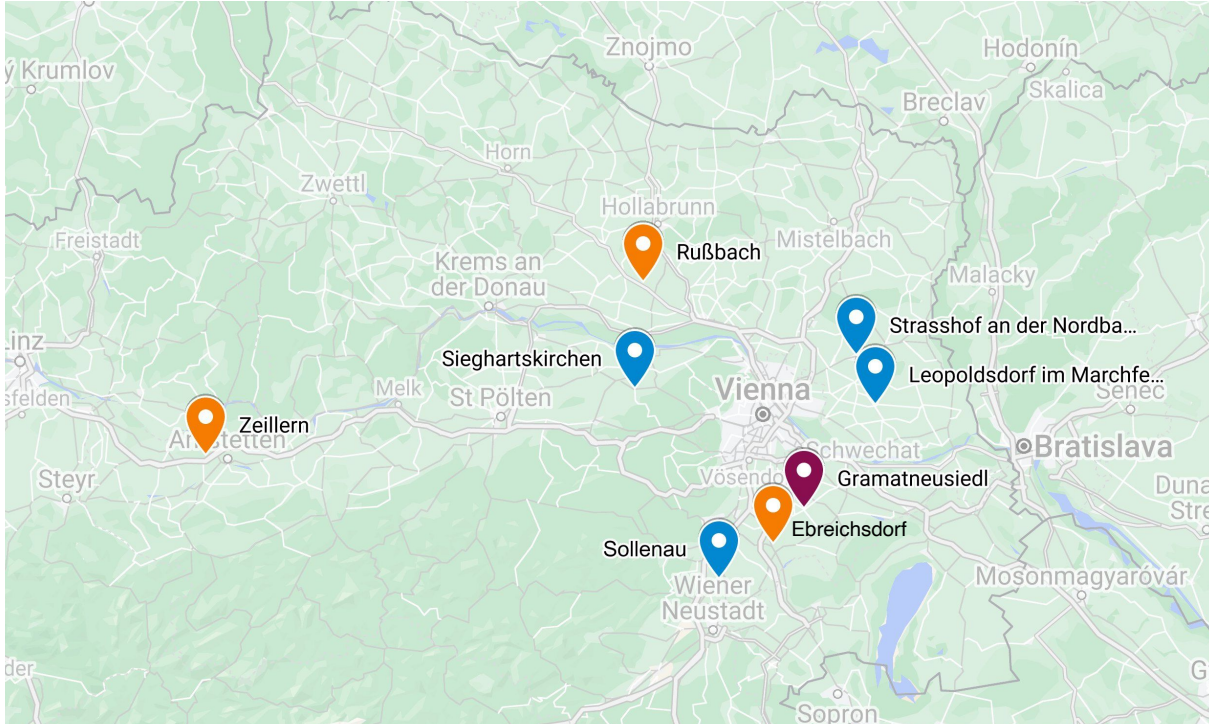 Znojmo
Hodonín
ý Krumlov
Skalica
Breclav
Horn
Zwettl
Hollabrunn
Freistadt
Mistelbach
Rußbach
Krems an
der Donau
Malacky
Strasshof an der Nordba...
Linz
Sieghartskirchen
Leopoldsdorf im Marchfe...
Vienna
Melk
St Pölten
Senec
sfelden
Zeillern
Amstetten
Schwechat
Bratislava
Steyr
Vösendo
Gramatneusiedl
Duna
Stre
Ebreichsdorf
Sollenau
Wiener
Neustadt
Mosonmagyaróvár
der
G
Sopron